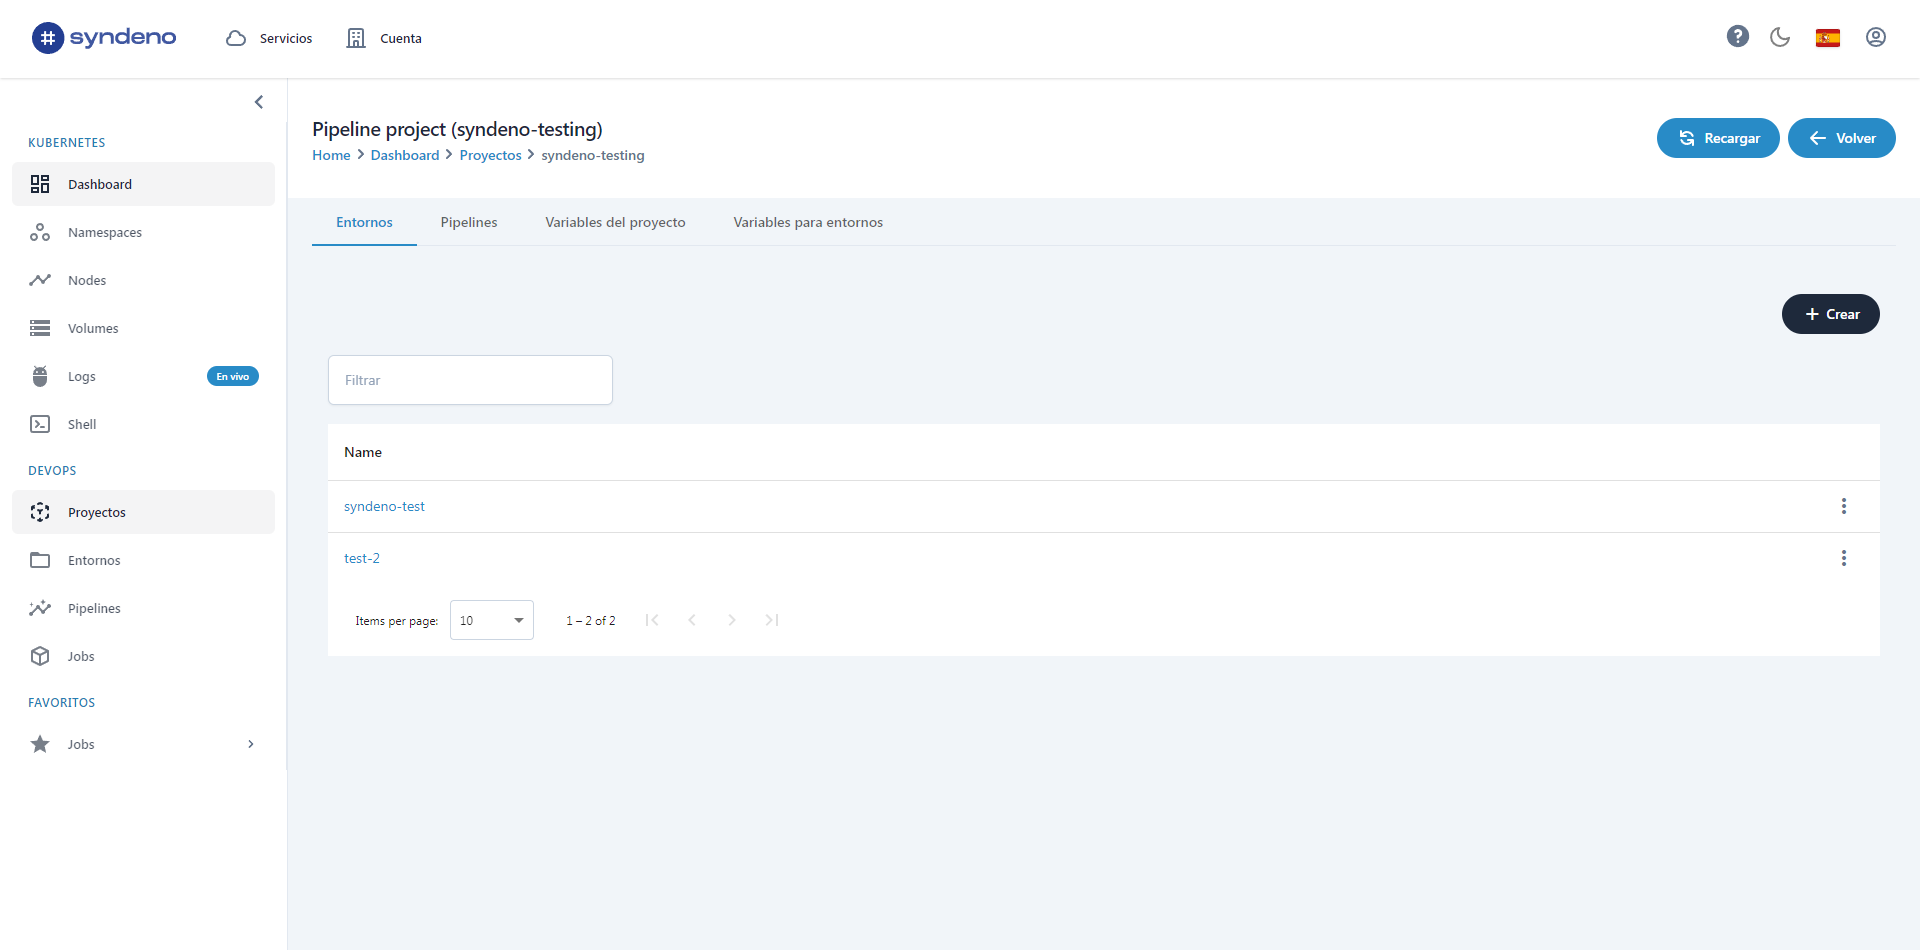 # syndeno
Servicios
Cuenta
?
KUBERNETES
Dashboard
Namespaces
Nodes
Volumes
Logs
En vivo
Shell
DEVOPS
Proyectos
Entornos
Pipelines
Jobs
FAVORITOS
Jobs
Pipeline project (syndeno-testing)
Home > Dashboard > Proyectos > syndeno-testing
Recargar
Volver
Entornos
Pipelines
Variables del proyecto
Variables para entornos
+ Crear
Filtrar
Name
syndeno-test
test-2
Items per page: 10
1 – 2 of 2